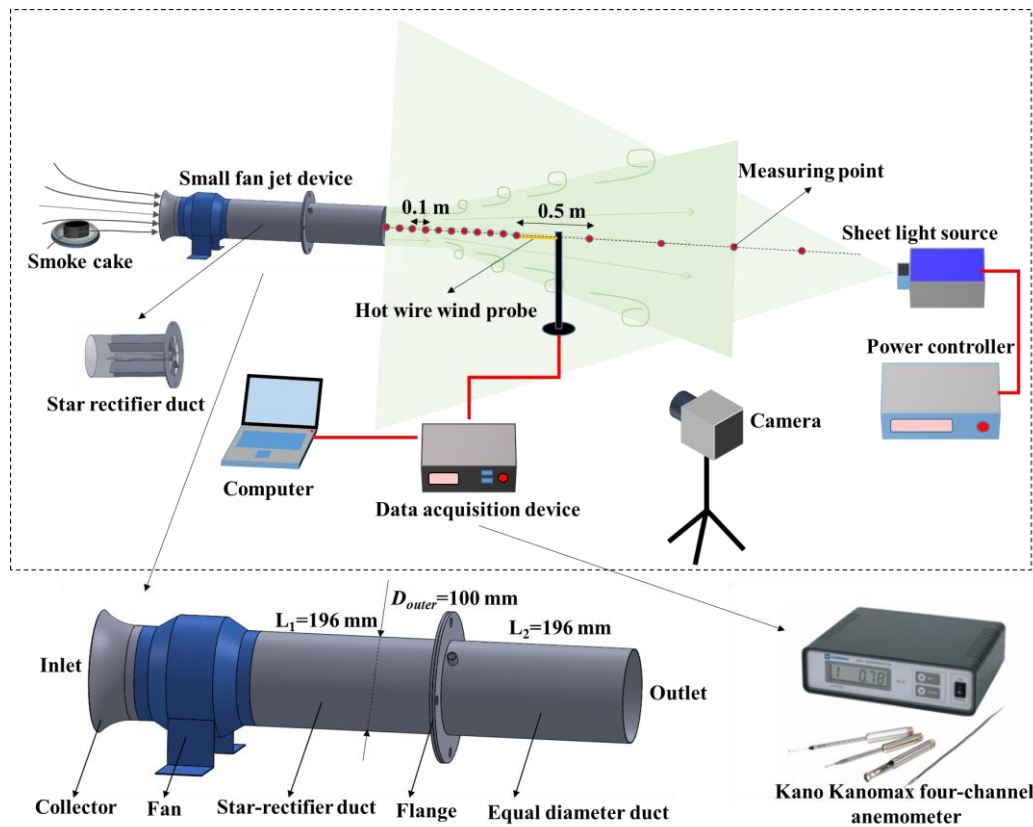 Small fan jet device
Measuring point
0.1 m
0.5 m
Sheet light source
Smoke cake
Hot wire wind probe
Power controller
Star rectifier duct
Camera
Computer
Data acquisition device
D_outer=100 mm
L₁=196 mm
L₂=196 mm
Inlet
Outlet
1 0.78
Collector
Fan
Star-rectifier duct
Flange
Equal diameter duct
Kano Kanomax four-channel
anemometer